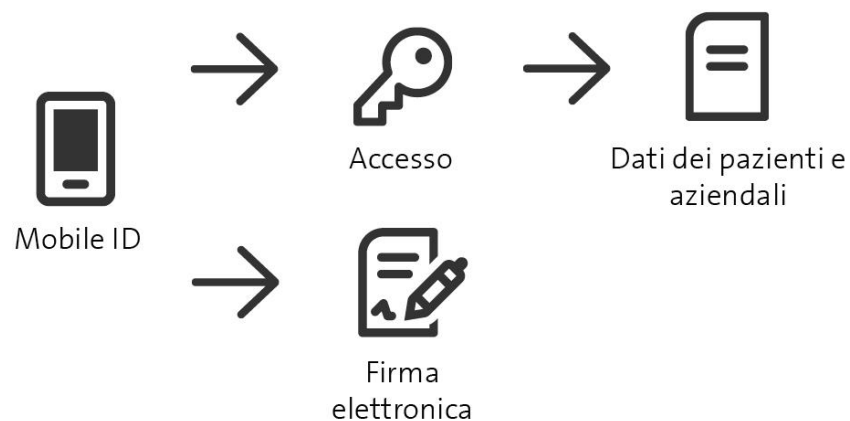 Mobile ID
Accesso
Dati dei pazienti e
aziendali
Firma
elettronica